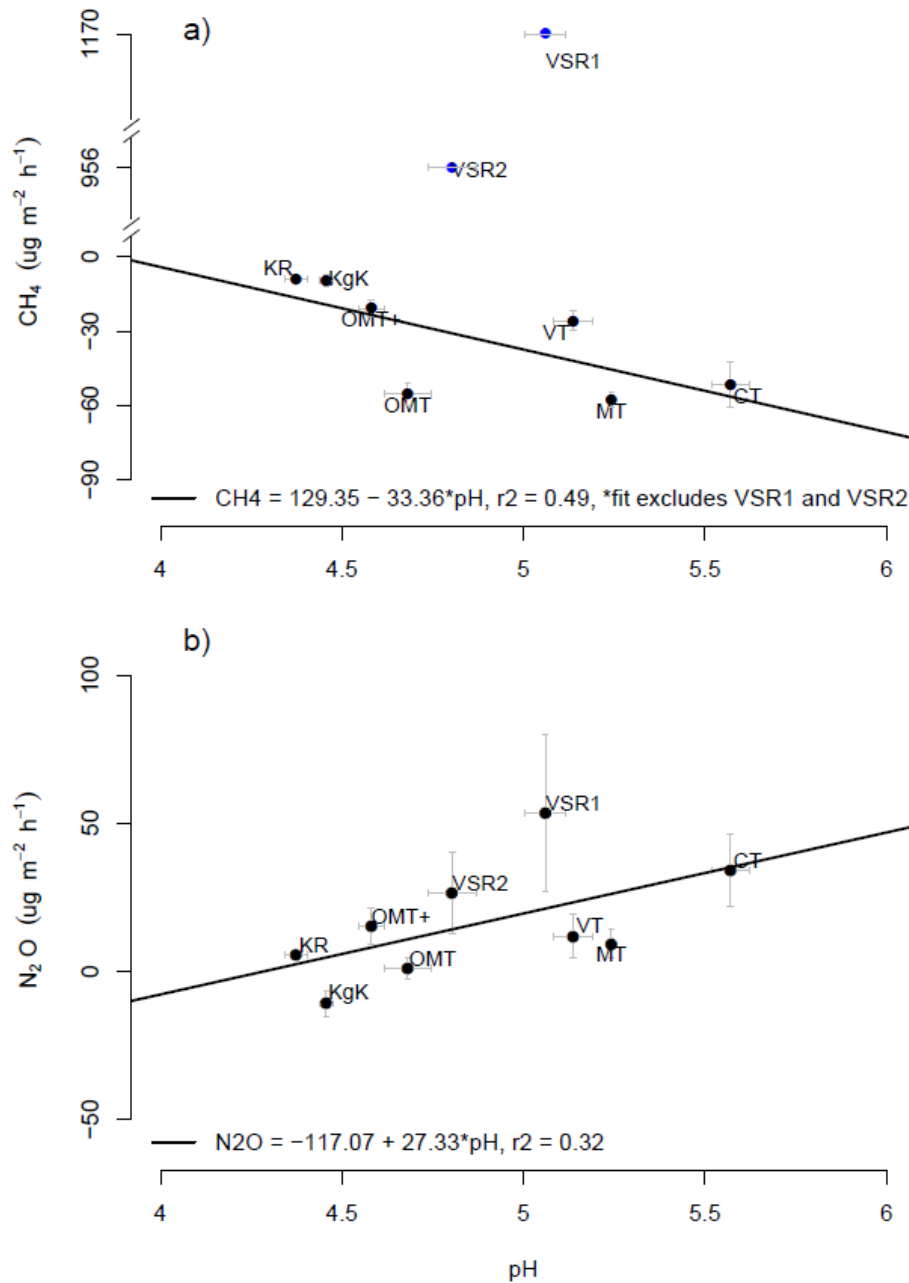 a)
1170
VSR1
956
VSR2
CH₄ (ug m⁻² h⁻¹)
0
KR
KgK
OMT+
VT
−30
OMT
MT
CT
−60
−90
CH4 = 129.35 − 33.36*pH, r2 = 0.49, *fit excludes VSR1 and VSR2
4 4.5 5 5.5 6
b)
100
VSR1
50
N₂O (ug m⁻² h⁻¹)
VSR2
CT
OMT+
KR
OMT
VT
MT
0
KgK
−50
N2O = −117.07 + 27.33*pH, r2 = 0.32
4 4.5 5 5.5 6
pH